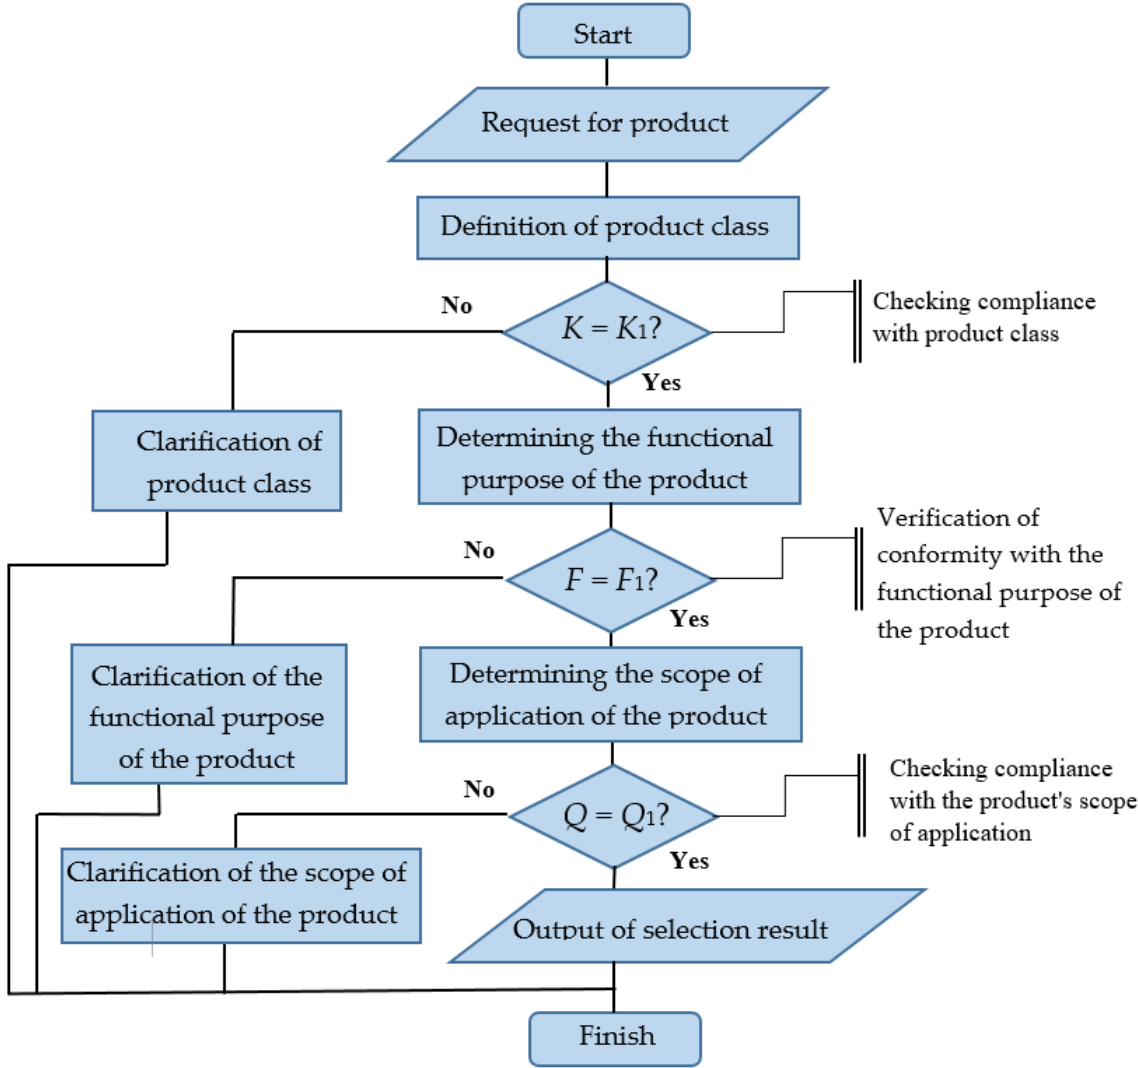 Start
Request for product
Definition of product class
No
K = K1?
Checking compliance
with product class
Yes
Clarification of
product class
Determining the functional
purpose of the product
No
F = F1?
Verification of
conformity with the
functional purpose of
the product
Yes
Clarification of the
functional purpose
of the product
Determining the scope of
application of the product
No
Q = Q1?
Checking compliance
with the product's scope
of application
Yes
Clarification of the scope of
application of the product
Output of selection result
Finish